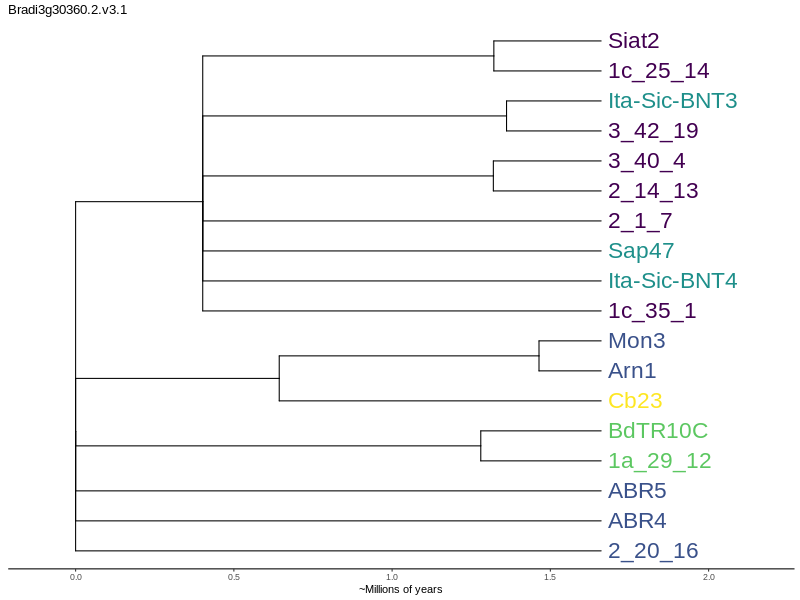 Bradi3g30360.2.v3.1
Siat2
1c_25_14
Ita-Sic-BNT3
3_42_19
3_40_4
2_14_13
2_1_7
Sap47
Ita-Sic-BNT4
1c_35_1
Mon3
Arn1
Cb23
BdTR10C
1a_29_12
ABR5
ABR4
2_20_16
0.0 0.5 1.0 1.5 2.0
~Millions of years